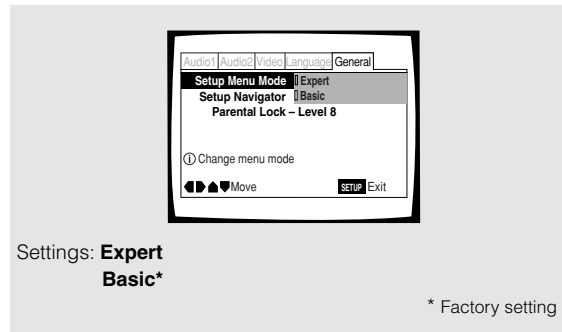 Audio1 Audio2 Video Language General
Setup Menu Mode Expert
Setup Navigator Basic
Parental Lock – Level 8
ⓘ Change menu mode
Move SETUP Exit
Settings: Expert
Basic*
* Factory setting